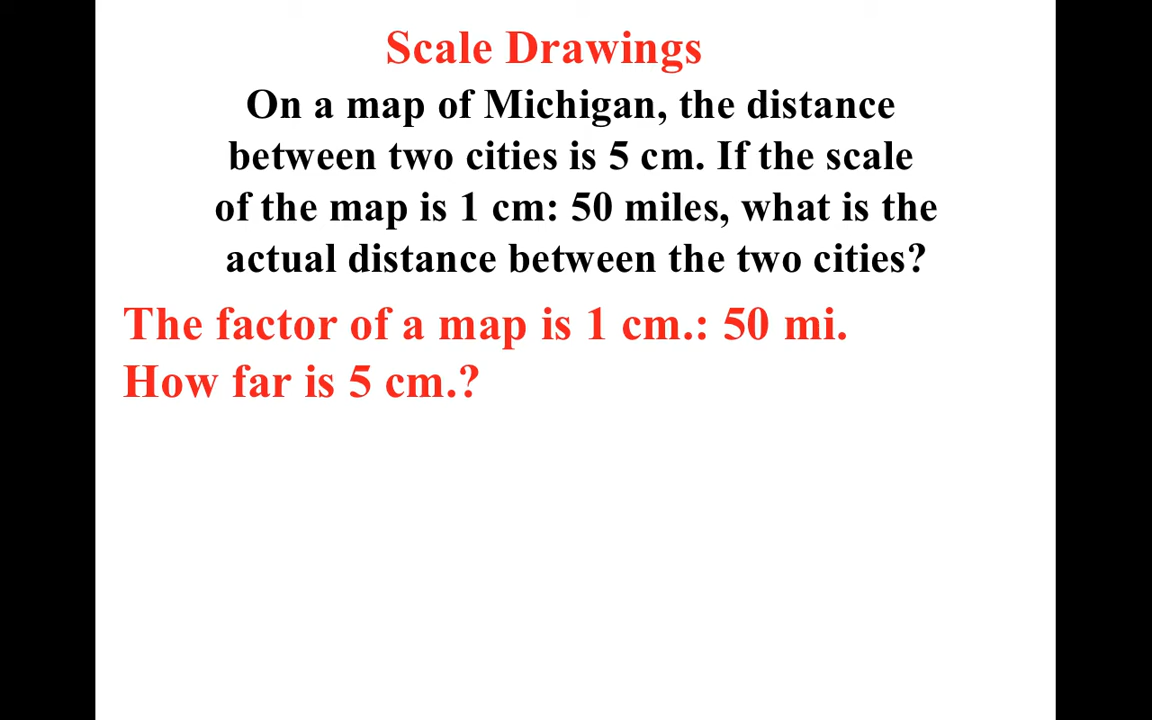 Scale Drawings
On a map of Michigan, the distance
between two cities is 5 cm. If the scale
of the map is 1 cm: 50 miles, what is the
actual distance between the two cities?
The factor of a map is 1 cm.: 50 mi.
How far is 5 cm.?